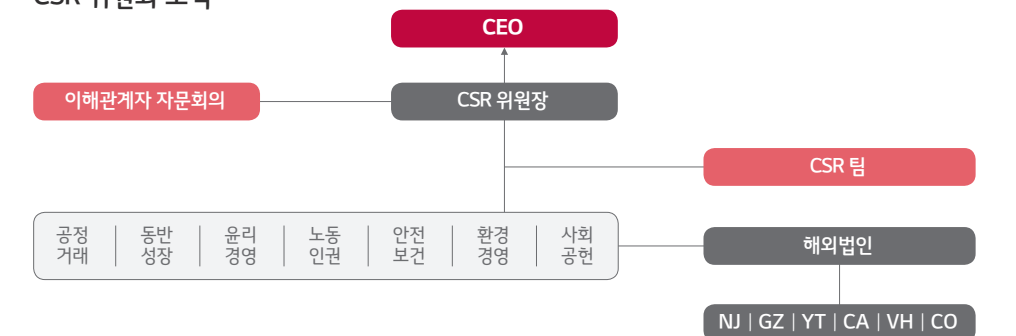 CEO
이해관계자 자문회의
CSR 위원장
CSR 팀
공정 거래 | 동반 성장 | 윤리 경영 | 노동 인권 | 안전 보건 | 환경 경영 | 사회 공헌
해외법인
NJ | GZ | YT | CA | VH | CO